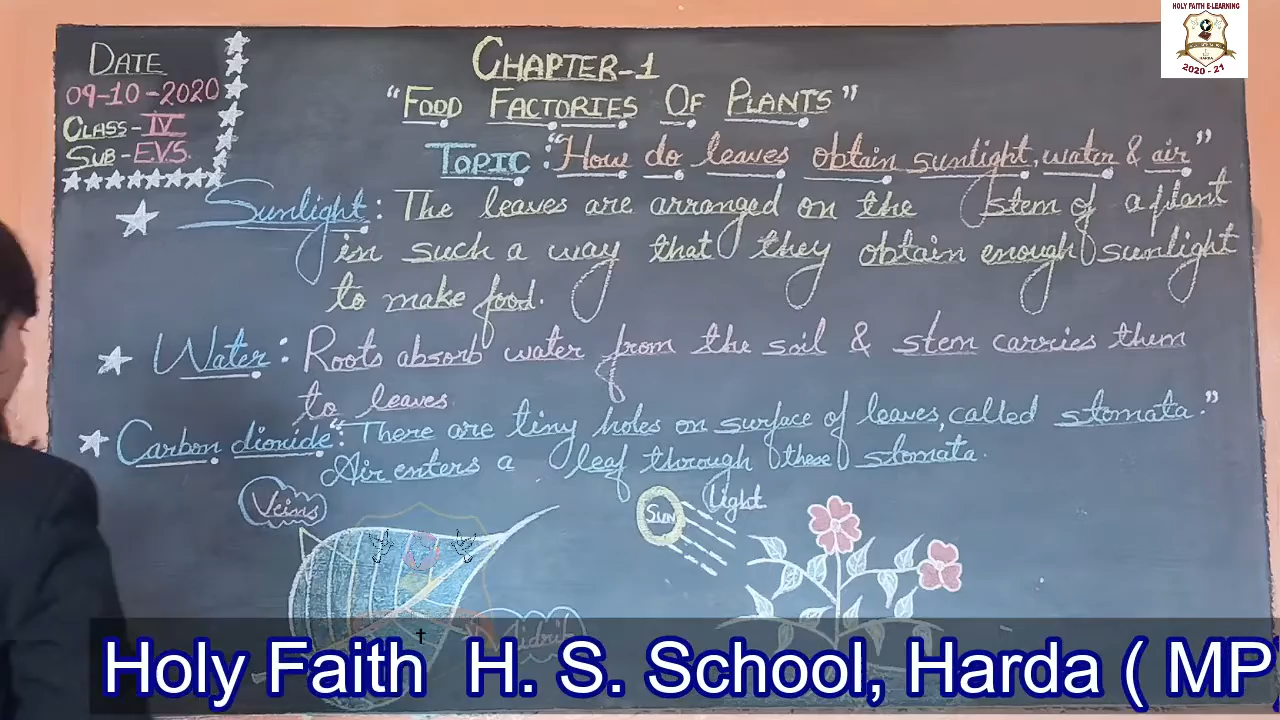 HOLY FAITH E-LEARNING
HARDA
2020 - 21
DATE
09-10-2020
CLASS-IV
SUB-E.V.S.
CHAPTER-1
"FOOD FACTORIES OF PLANTS"
TOPIC:"How do leaves obtain sunlight, water & air"
Sunlight: The leaves are arranged on the stem of a plant
in such a way that they obtain enough sunlight
to make food.
Water: Roots absorb water from the soil & stem carries them
to leaves
Carbon dioxide:"There are tiny holes on surface of leaves, called stomata."
Air enters a leaf through these stomata.
Veins
Sun
light
Midrib
Holy Faith H. S. School, Harda ( MP)